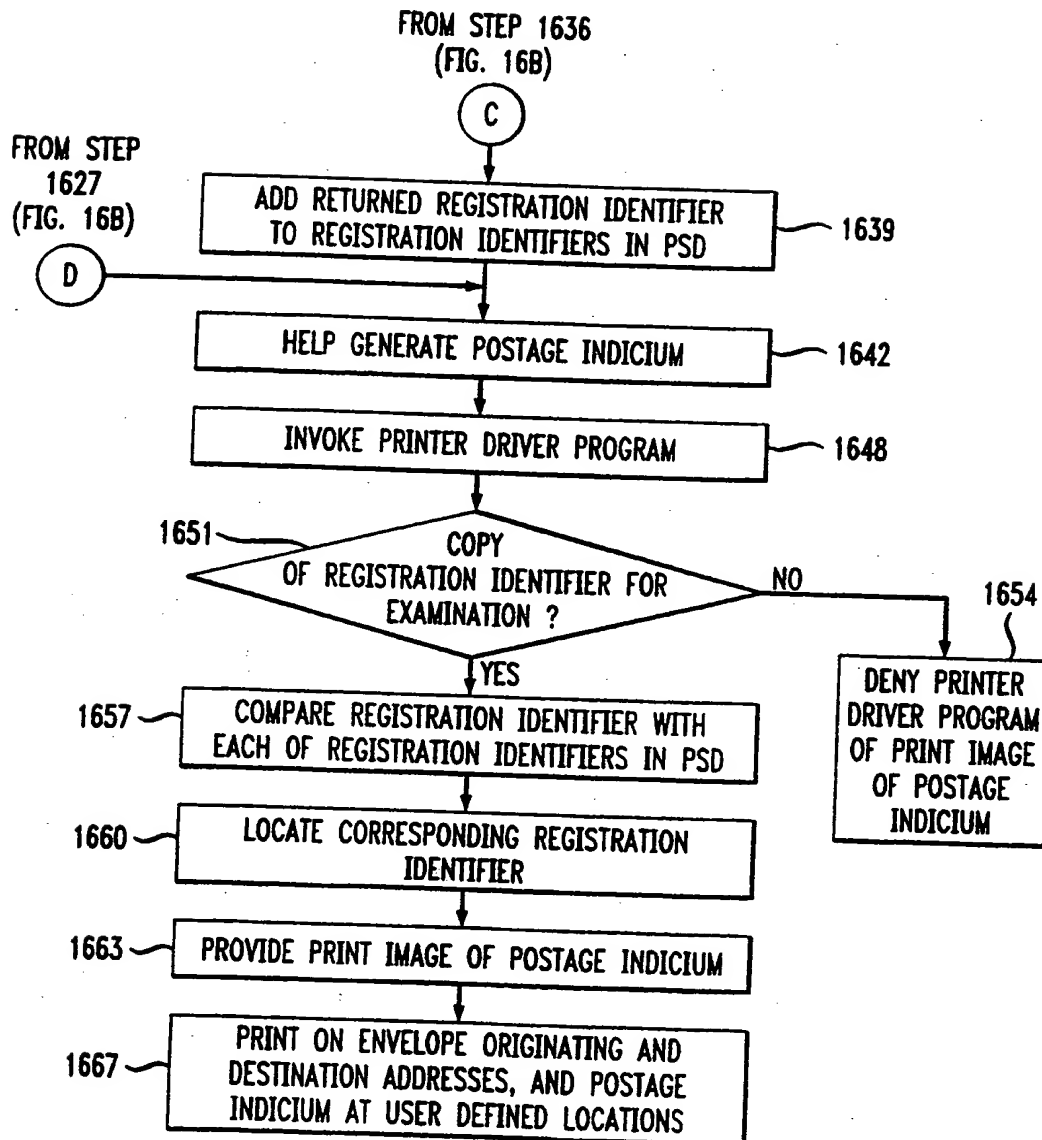 FROM STEP 1636
(FIG. 16B)
C
FROM STEP
1627
(FIG. 16B)
D
ADD RETURNED REGISTRATION IDENTIFIER
TO REGISTRATION IDENTIFIERS IN PSD
1639
HELP GENERATE POSTAGE INDICIUM
1642
INVOKE PRINTER DRIVER PROGRAM
1648
1651
COPY
OF REGISTRATION IDENTIFIER FOR
EXAMINATION ?
NO
1654
DENY PRINTER
DRIVER PROGRAM
OF PRINT IMAGE
OF POSTAGE
INDICIUM
YES
1657
COMPARE REGISTRATION IDENTIFIER WITH
EACH OF REGISTRATION IDENTIFIERS IN PSD
1660
LOCATE CORRESPONDING REGISTRATION
IDENTIFIER
1663
PROVIDE PRINT IMAGE OF POSTAGE INDICIUM
1667
PRINT ON ENVELOPE ORIGINATING AND
DESTINATION ADDRESSES, AND POSTAGE
INDICIUM AT USER DEFINED LOCATIONS